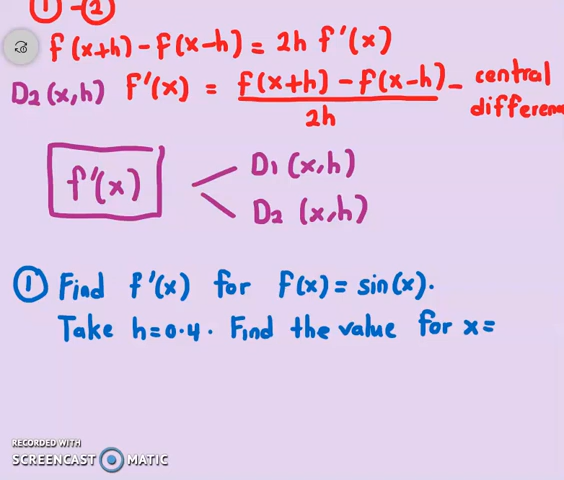 ① - ②
f(x+h) - f(x-h) = 2h f'(x)
D2(x,h) f'(x) = f(x+h) - f(x-h) / 2h - central
f'(x) < D1(x,h)
D2(x,h)
① Find f'(x) for f(x) = sin(x).
Take h=0.4. Find the value for x=
RECORDED WITH
SCREENCAST MATIC